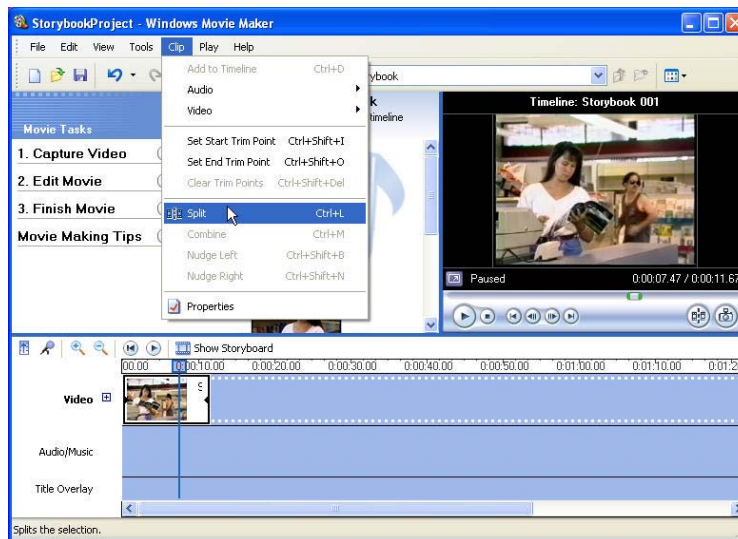 StorybookProject - Windows Movie Maker
File Edit View Tools Clip Play Help
Add to Timeline Ctrl+D
Audio
Video
Set Start Trim Point Ctrl+Shift+I
Set End Trim Point Ctrl+Shift+O
Clear Trim Points Ctrl+Shift+Del
Split Ctrl+L
Combine Ctrl+M
Nudge Left Ctrl+Shift+B
Nudge Right Ctrl+Shift+N
Properties
Movie Tasks
1. Capture Video
2. Edit Movie
3. Finish Movie
Movie Making Tips
ybook
k
timeline
Timeline: Storybook 001
Paused 0:00:07.47 / 0:00:11.67
Show Storyboard
00.00 0:00:10.00 0:00:20.00 0:00:30.00 0:00:40.00 0:00:50.00 0:01:00.00 0:01:10.00 0:01:2
Video S
Audio/Music
Title Overlay
Splits the selection.